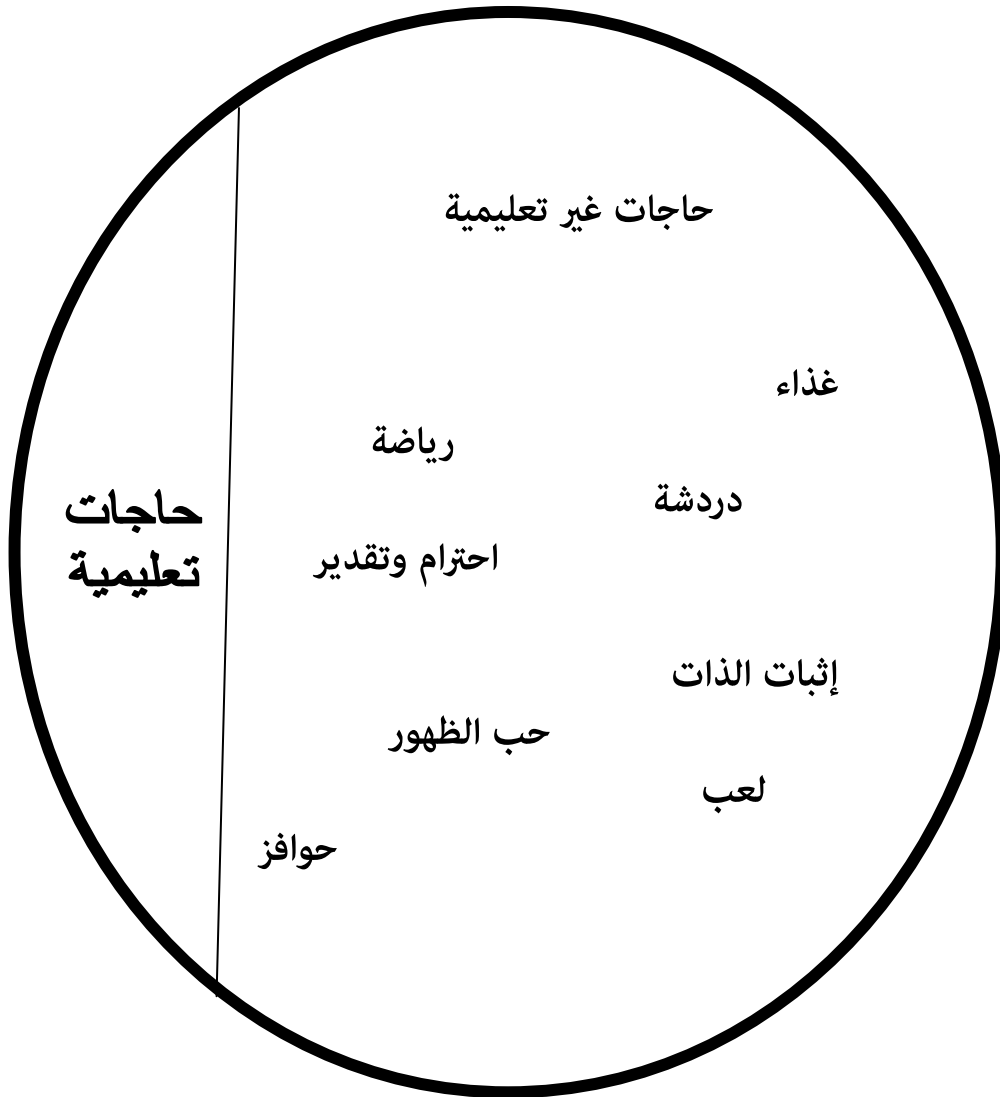 حاجات غير تعليمية
غذاء
رياضة
دردشة
احترام وتقدير
إثبات الذات
حب الظهور
لعب
حوافز
حاجات
تعليمية